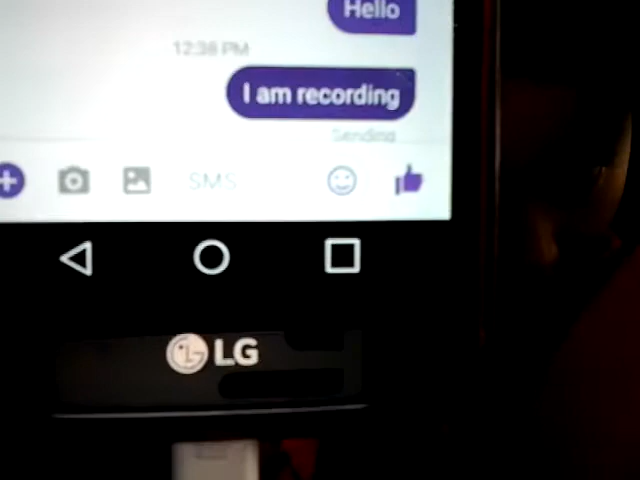 Hello
12:38 PM
I am recording
Sending
SMS
LG